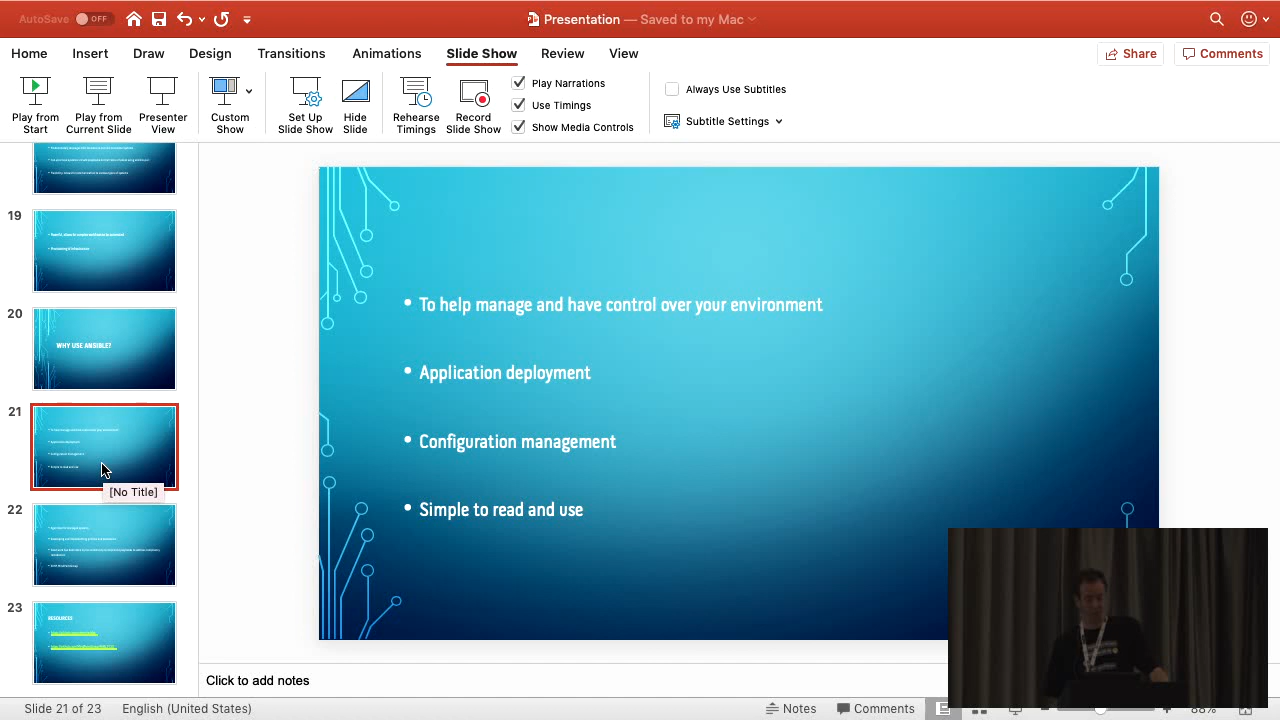 AutoSave OFF
Presentation — Saved to my Mac
Home Insert Draw Design Transitions Animations Slide Show Review View
Share Comments
Play from Start
Play from Current Slide
Presenter View
Custom Show
Set Up Slide Show
Hide Slide
Rehearse Timings
Record Slide Show
Play Narrations
Use Timings
Show Media Controls
Always Use Subtitles
Subtitle Settings
19
20
WHY USE ANSIBLE?
21
[No Title]
22
23
RESOURCES
• To help manage and have control over your environment
• Application deployment
• Configuration management
• Simple to read and use
Click to add notes
Slide 21 of 23 English (United States) Notes Comments 88%